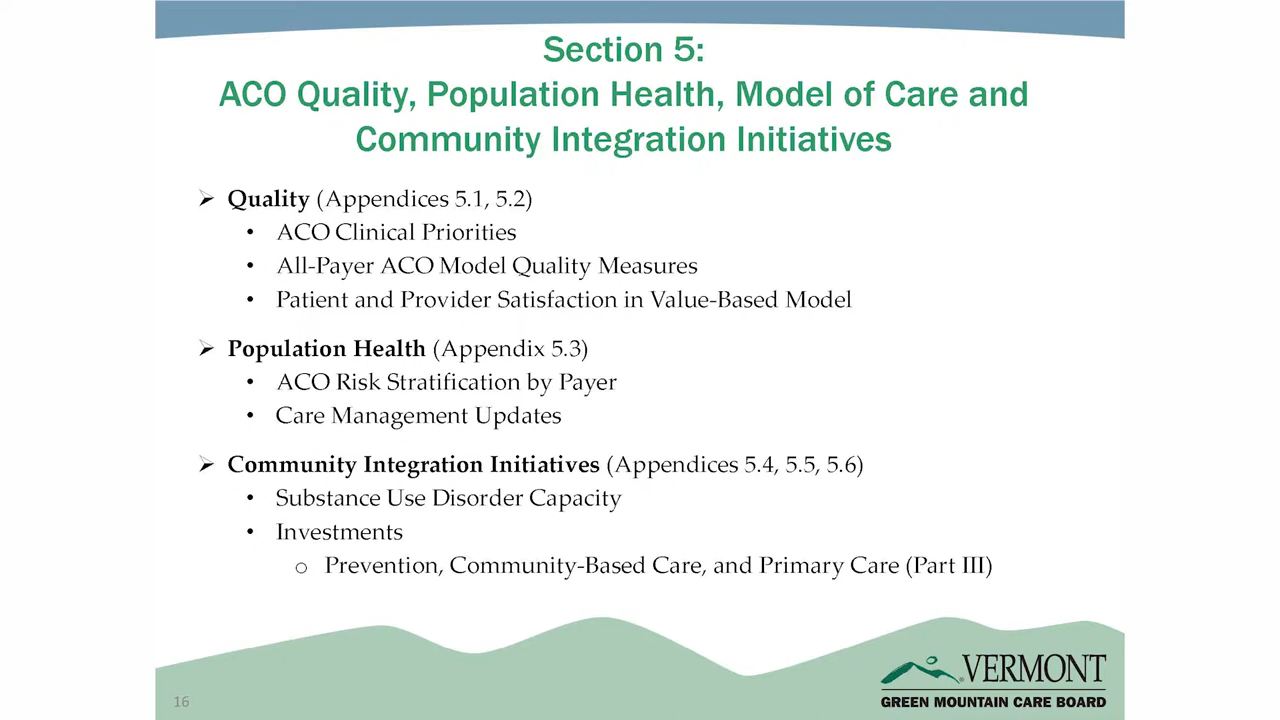 Section 5:
ACO Quality, Population Health, Model of Care and
Community Integration Initiatives
➢ Quality (Appendices 5.1, 5.2)
• ACO Clinical Priorities
• All-Payer ACO Model Quality Measures
• Patient and Provider Satisfaction in Value-Based Model
➢ Population Health (Appendix 5.3)
• ACO Risk Stratification by Payer
• Care Management Updates
➢ Community Integration Initiatives (Appendices 5.4, 5.5, 5.6)
• Substance Use Disorder Capacity
• Investments
o Prevention, Community-Based Care, and Primary Care (Part III)
VERMONT
GREEN MOUNTAIN CARE BOARD
16